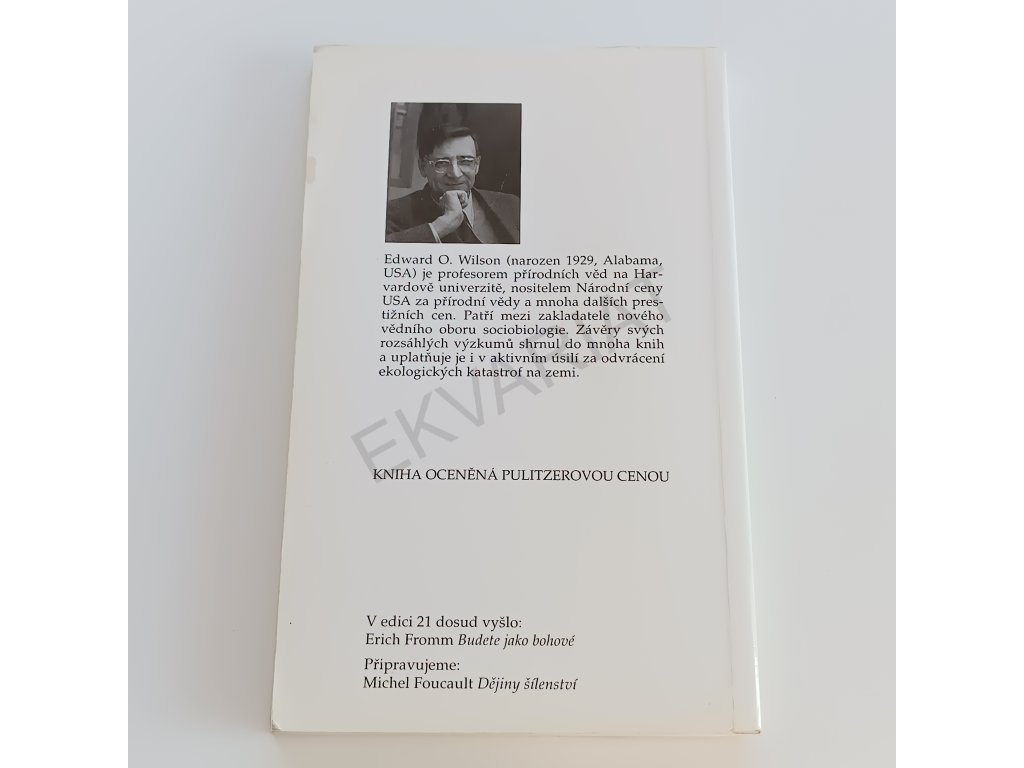 Edward O. Wilson (narozen 1929, Alabama,
USA) je profesorem přírodních věd na Har-
vardově univerzitě, nositelem Národní ceny
USA za přírodní vědy a mnoha dalších pres-
tižních cen. Patří mezi zakladatele nového
vědního oboru sociobiologie. Závěry svých
rozsáhlých výzkumů shrnul do mnoha knih
a uplatňuje je i v aktivním úsilí za odvrácení
ekologických katastrof na zemi.
EKVARIAT
KNIHA OCENĚNÁ PULITZEROVOU CENOU
V edici 21 dosud vyšlo:
Erich Fromm Budete jako bohové
Připravujeme:
Michel Foucault Dějiny šílenství